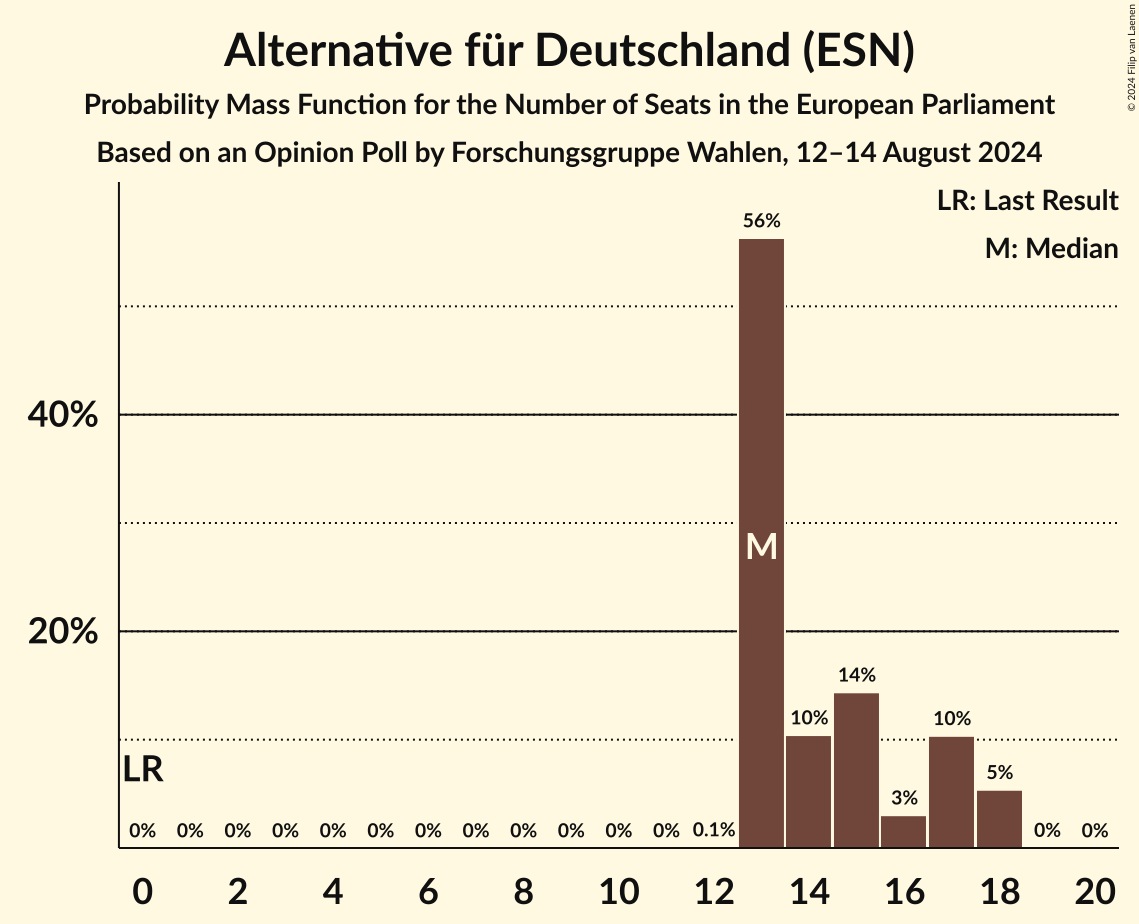 Alternative für Deutschland (ESN)
Probability Mass Function for the Number of Seats in the European Parliament
Based on an Opinion Poll by Forschungsgruppe Wahlen, 12–14 August 2024
© 2024 Filip van Laenen
LR: Last Result
M: Median
56%
40%
M
20%
14%
10%
10%
5%
3%
LR
0% 0% 0% 0% 0% 0% 0% 0% 0% 0% 0% 0% 0.1% 0% 0%
0 2 4 6 8 10 12 14 16 18 20